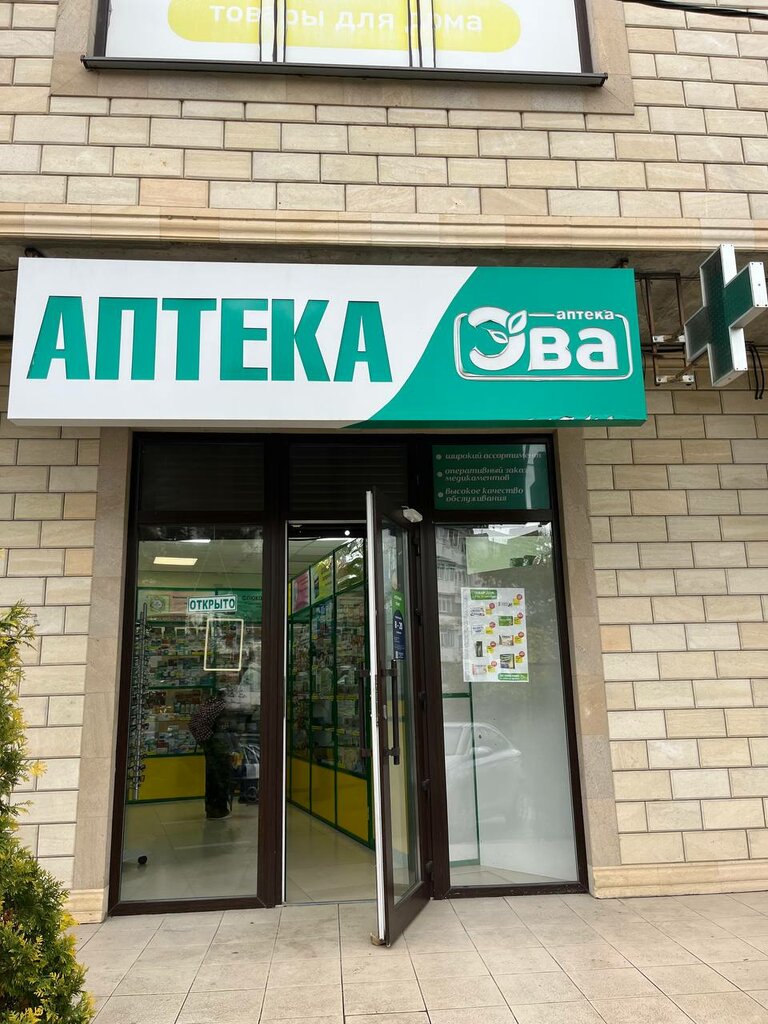 товары для дома
АПТЕКА
аптека
Эва
широкий ассортимент
оперативный заказ
медикаментов
высокое качество
обслуживания
ОТКРЫТО